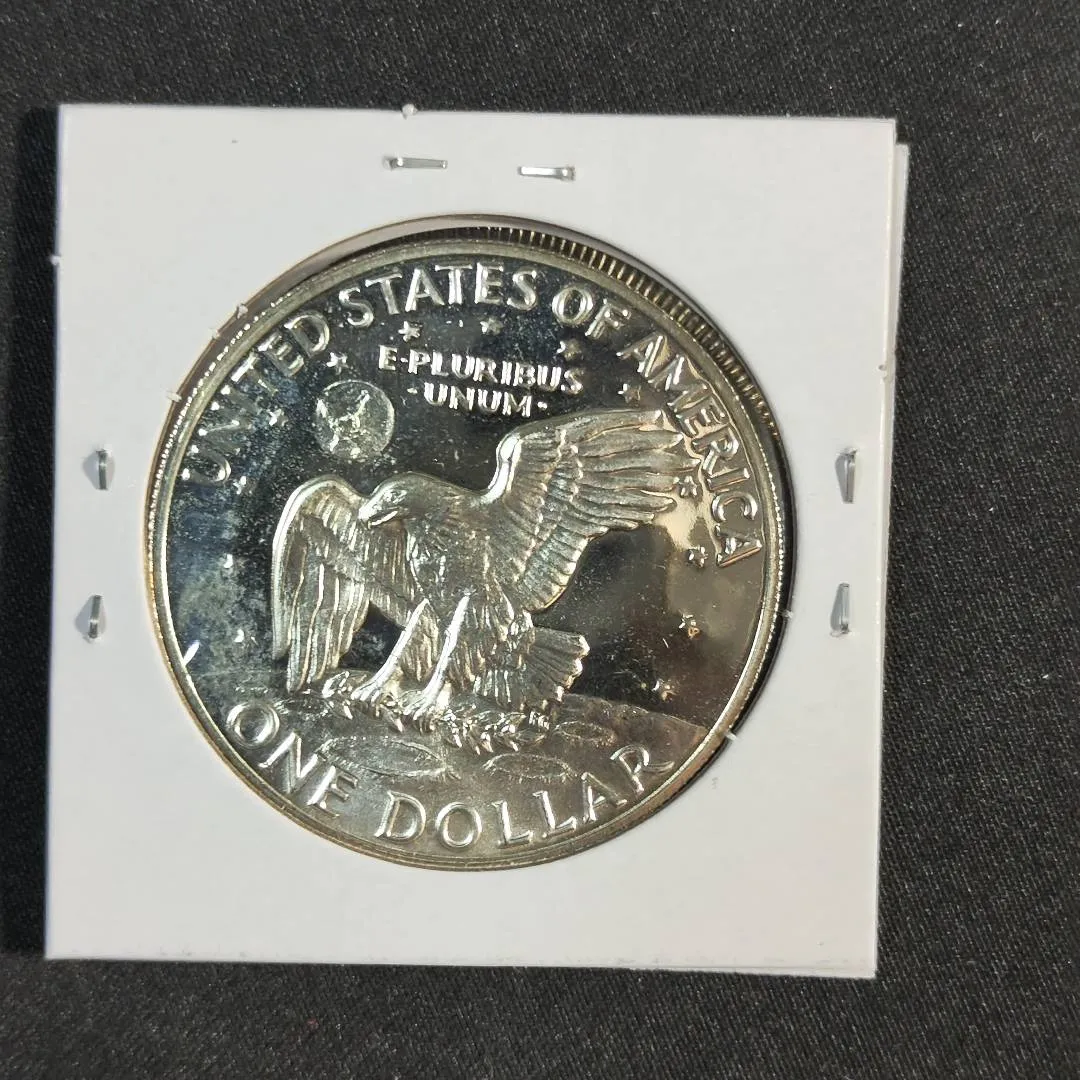 UNITED STATES OF AMERICA
E·PLURIBUS
·UNUM·
ONE DOLLAR